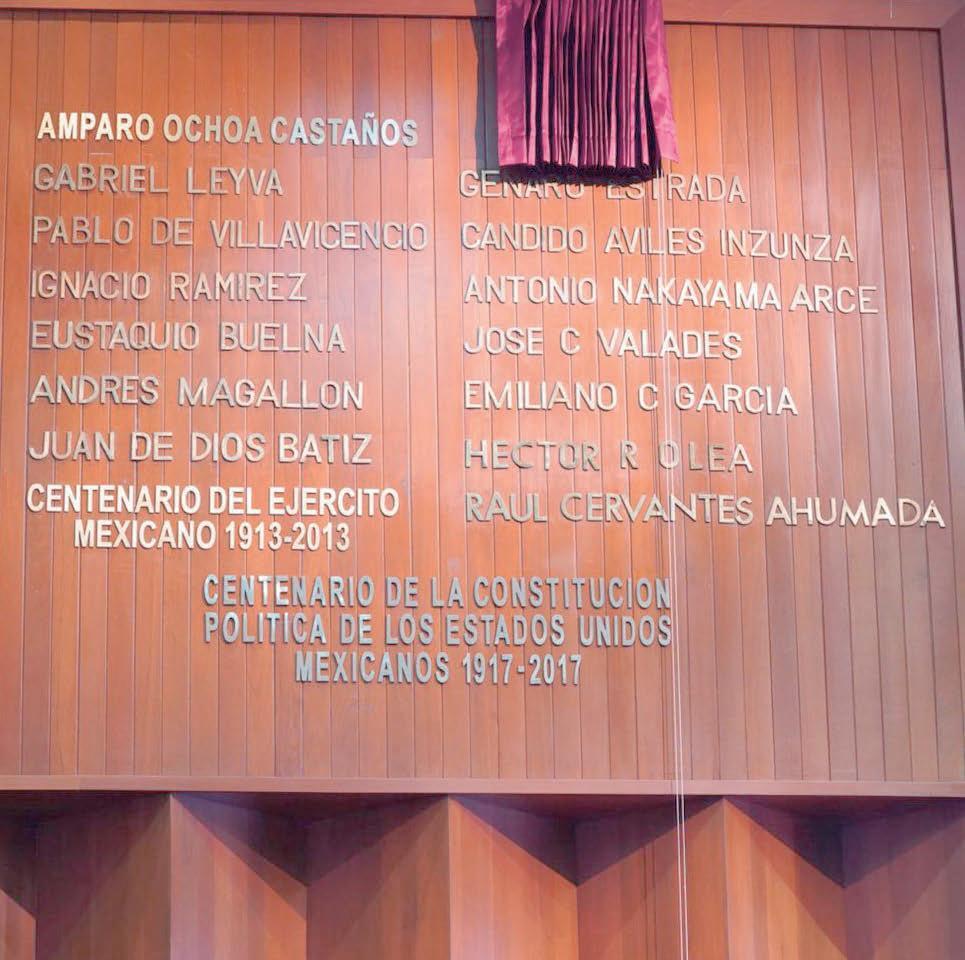 AMPARO OCHOA CASTAÑOS
GABRIEL LEYVA
PABLO DE VILLAVICENCIO
IGNACIO RAMIREZ
EUSTAQUIO BUELNA
ANDRES MAGALLON
JUAN DE DIOS BATIZ
CENTENARIO DEL EJERCITO
MEXICANO 1913-2013
GENARO ESTRADA
CANDIDO AVILES INZUNZA
ANTONIO NAKAYAMA ARCE
JOSE C VALADES
EMILIANO C GARCIA
HECTOR R OLEA
RAUL CERVANTES AHUMADA
CENTENARIO DE LA CONSTITUCION
POLITICA DE LOS ESTADOS UNIDOS
MEXICANOS 1917-2017